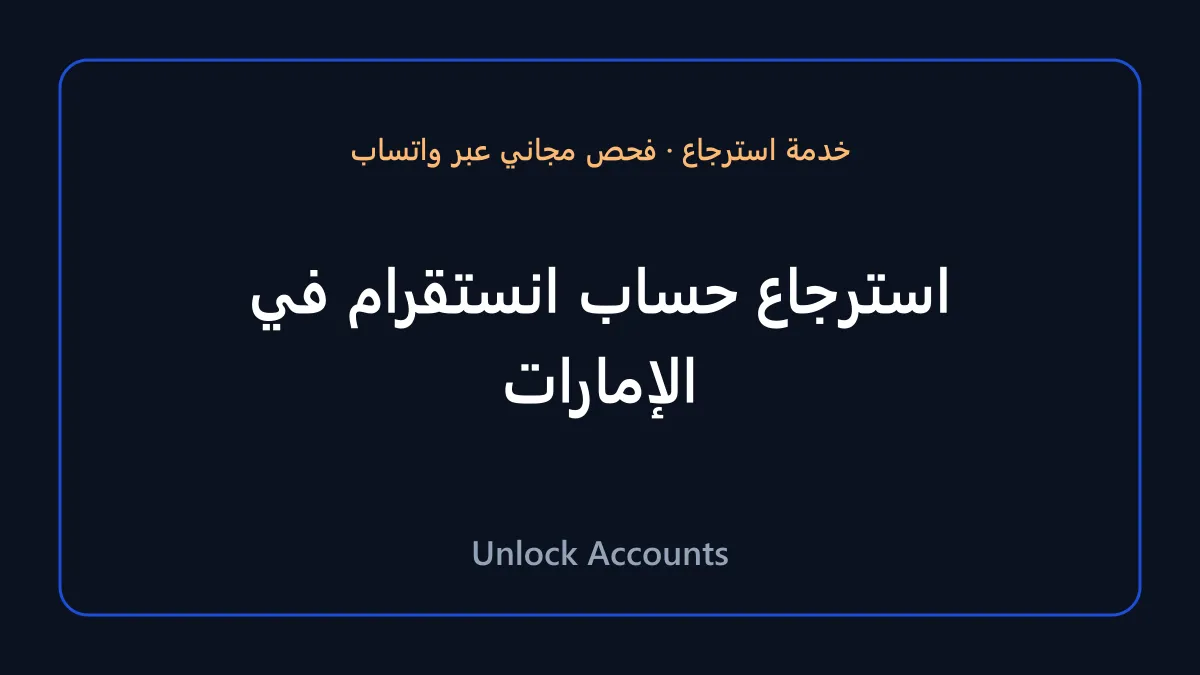 خدمة استرجاع · فحص مجاني عبر واتساب
استرجاع حساب انستقرام في
الإمارات
Unlock Accounts